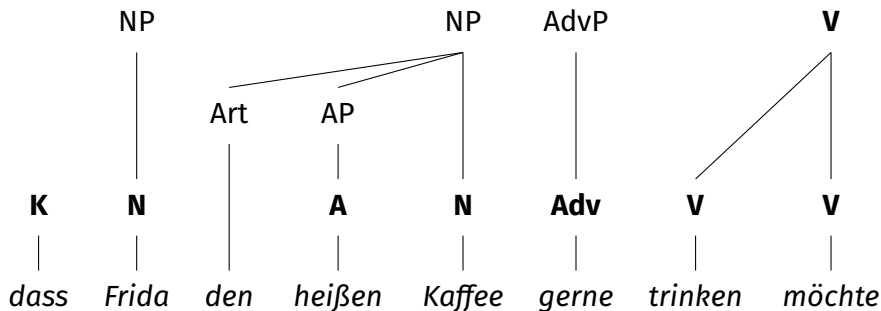 NP NP AdvP V
Art AP
K N A N Adv V V
dass Frida den heißen Kaffee gerne trinken möchte